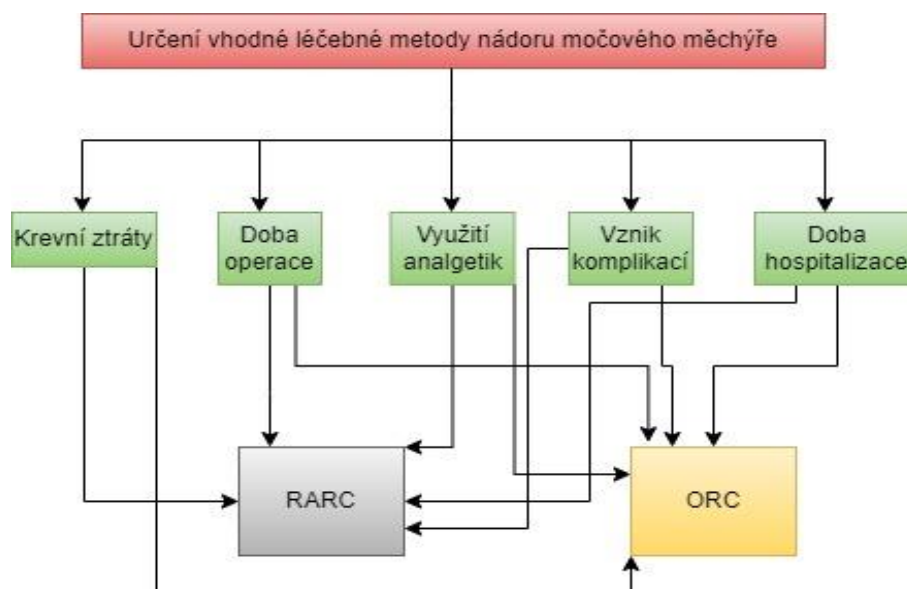 Určení vhodné léčebné metody nádoru močového měchýře
Krevní ztráty
Doba
operace
Využití
analgetik
Vznik
komplikací
Doba
hospitalizace
RARC
ORC